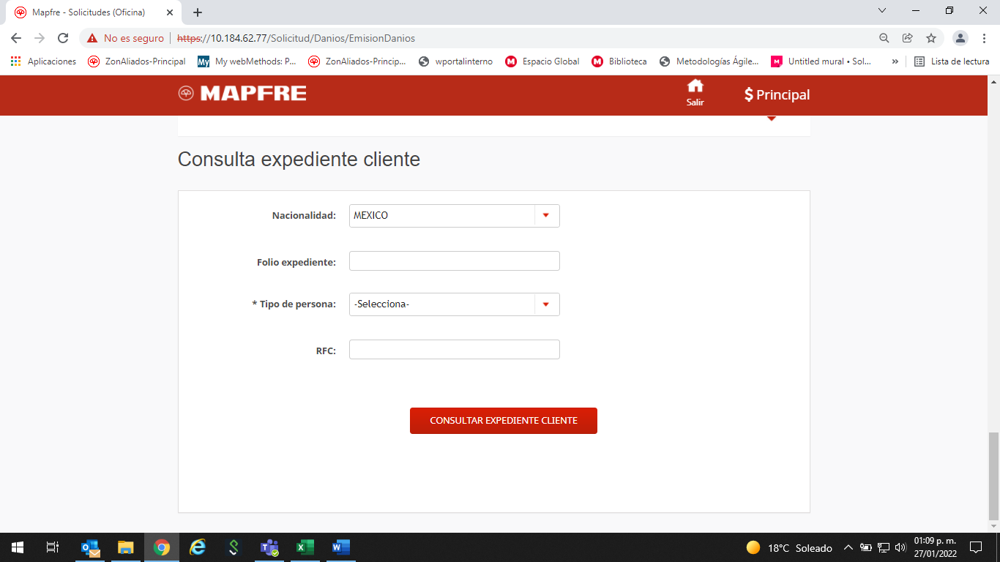 Mapfre - Solicitudes (Oficina)
No es seguro https://10.184.62.77/Solicitud/Danios/EmisionDanios
Aplicaciones ZonAliados-Principal My My webMethods: P... ZonAliados-Princip... wportalinterno M Espacio Global M Biblioteca Metodologías Ágile... Untitled mural • Sol... » Lista de lectura
MAPFRE
Salir
$ Principal
Consulta expediente cliente
Nacionalidad: MEXICO
Folio expediente:
* Tipo de persona: -Selecciona-
RFC:
CONSULTAR EXPEDIENTE CLIENTE
18°C Soleado
01:09 p. m.
27/01/2022